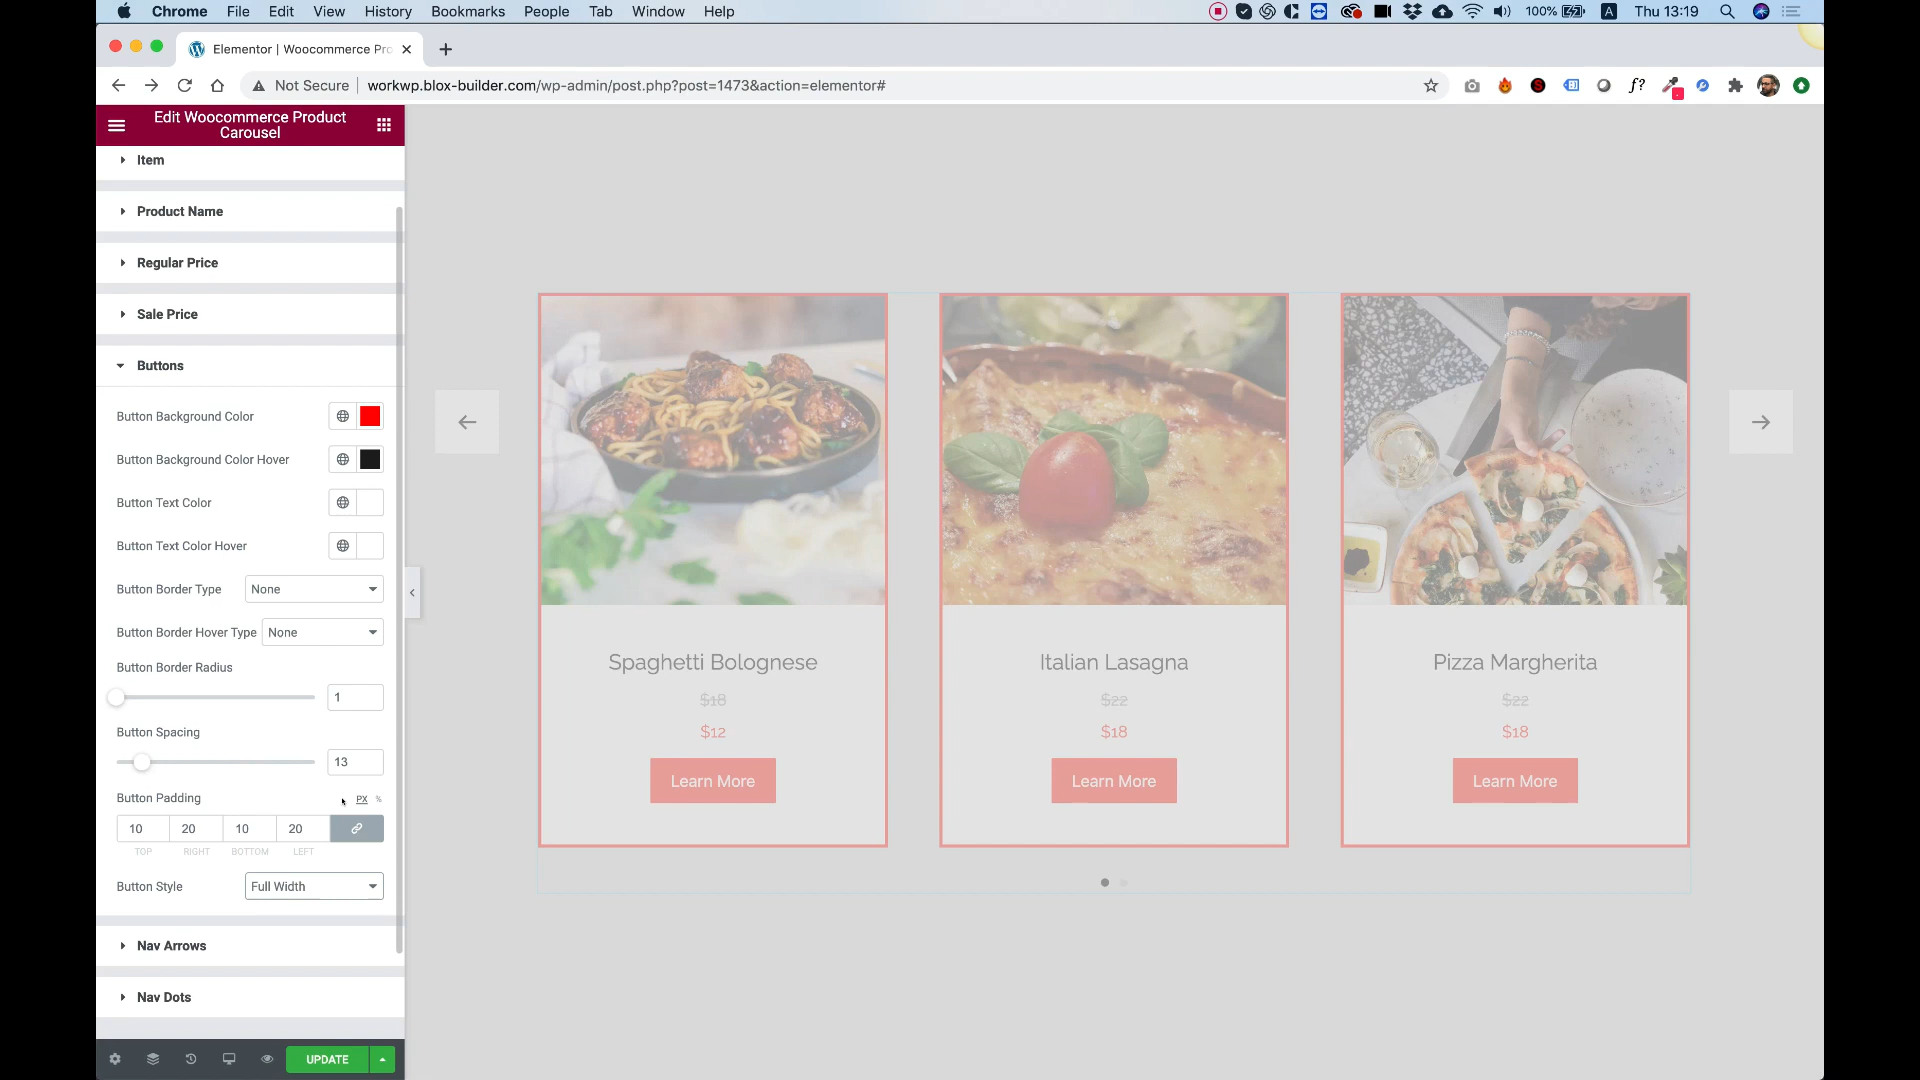 Chrome File Edit View History Bookmarks People Tab Window Help 100% A Thu 13:19
Elementor | Woocommerce Pro
Not Secure workwp.blox-builder.com/wp-admin/post.php?post=1473&action=elementor# f?
Edit Woocommerce Product
Carousel
Item
Product Name
Regular Price
Sale Price
Buttons
Button Background Color
Button Background Color Hover
Button Text Color
Button Text Color Hover
Button Border Type None
Button Border Hover Type None
Button Border Radius
1
Button Spacing
13
Button Padding PX %
10 20 10 20
TOP RIGHT BOTTOM LEFT
Button Style Full Width
Nav Arrows
Nav Dots
UPDATE
Spaghetti Bolognese
$18
$12
Learn More
Italian Lasagna
$22
$18
Learn More
Pizza Margherita
$22
$18
Learn More